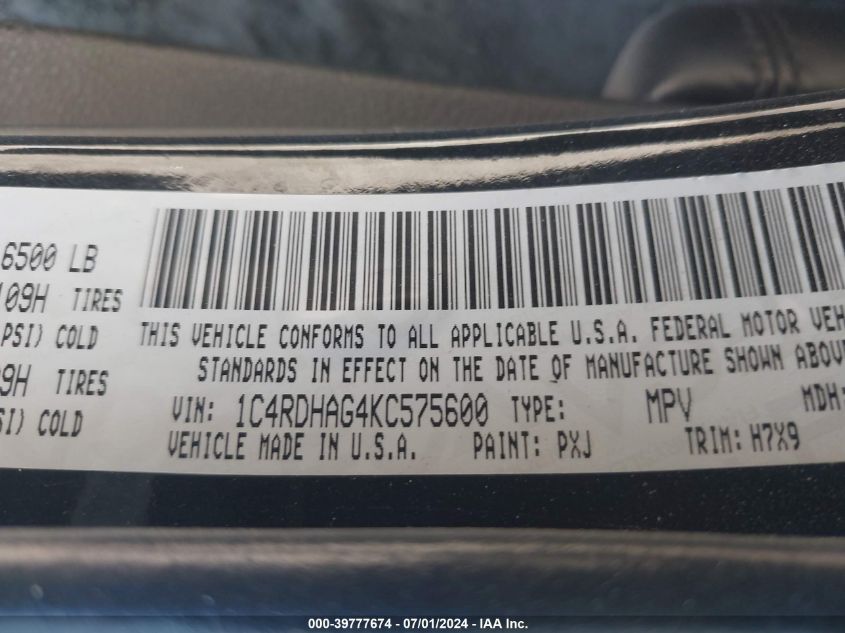 6500 LB
109H TIRES
PSI) COLD
THIS VEHICLE CONFORMS TO ALL APPLICABLE U.S.A. FEDERAL MOTOR VEH
STANDARDS IN EFFECT ON THE DATE OF MANUFACTURE SHOWN ABOVE
9H TIRES
SI) COLD
VIN: 1C4RDHAG4KC575600 TYPE: MPV MDH:
VEHICLE MADE IN U.S.A. PAINT: PXJ TRIM: H7X9
000-39777674 / 07/01/2024 - IAA Inc.